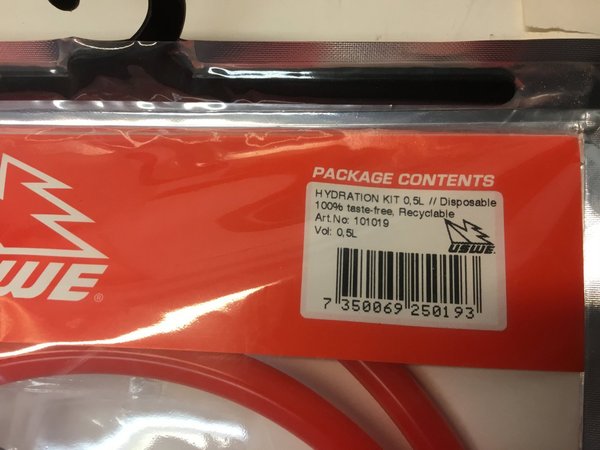 PACKAGE CONTENTS
HYDRATION KIT 0,5L // Disposable
100% taste-free, Recyclable
Art.No: 101019
Vol: 0,5L
USWE
7 350069 250193
SWE®